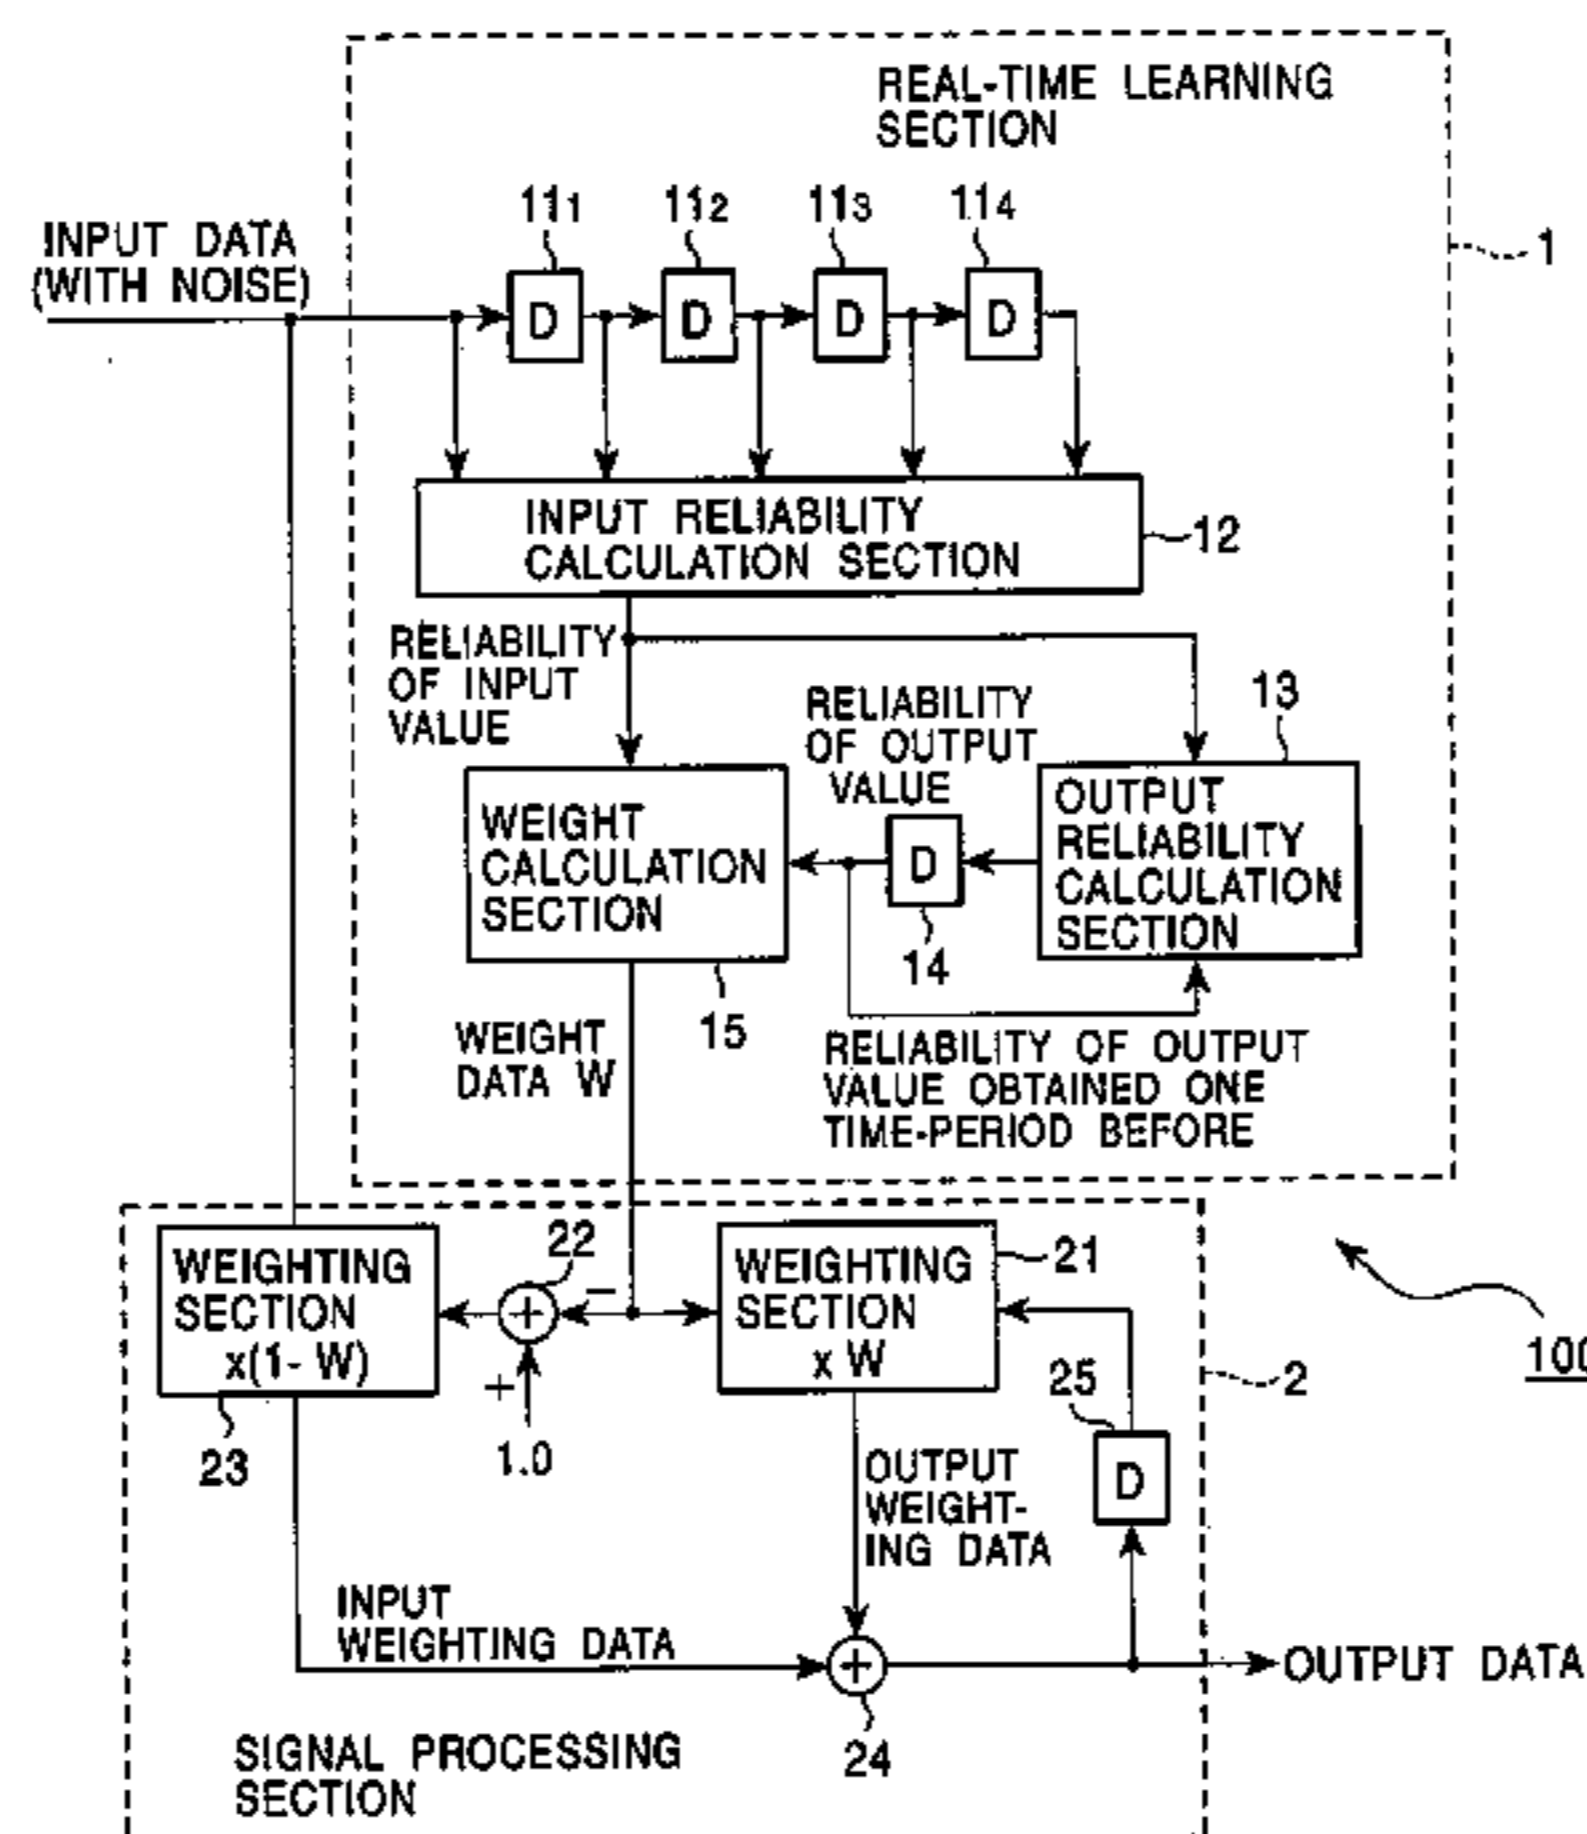 REAL-TIME LEARNING
SECTION
111 112 113 114
INPUT DATA
(WITH NOISE)
1
D D D D
INPUT RELIABILITY
CALCULATION SECTION
12
RELIABILITY
OF INPUT
VALUE
RELIABILITY
OF OUTPUT
VALUE
13
WEIGHT
CALCULATION
SECTION
D
OUTPUT
RELIABILITY
CALCULATION
SECTION
14
15
WEIGHT
DATA W
RELIABILITY OF OUTPUT
VALUE OBTAINED ONE
TIME-PERIOD BEFORE
WEIGHTING
SECTION
x(1- W)
22
−
+
+
1.0
WEIGHTING
SECTION
x W
21
2
100
23
25
D
OUTPUT
WEIGHT-
ING DATA
INPUT
WEIGHTING DATA
+
OUTPUT DATA
24
SIGNAL PROCESSING
SECTION